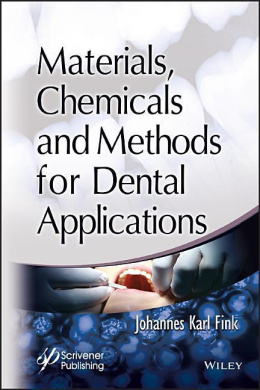 Materials,
Chemicals
and Methods
for Dental
Applications
Johannes Karl Fink
Scrivener
Publishing
WILEY